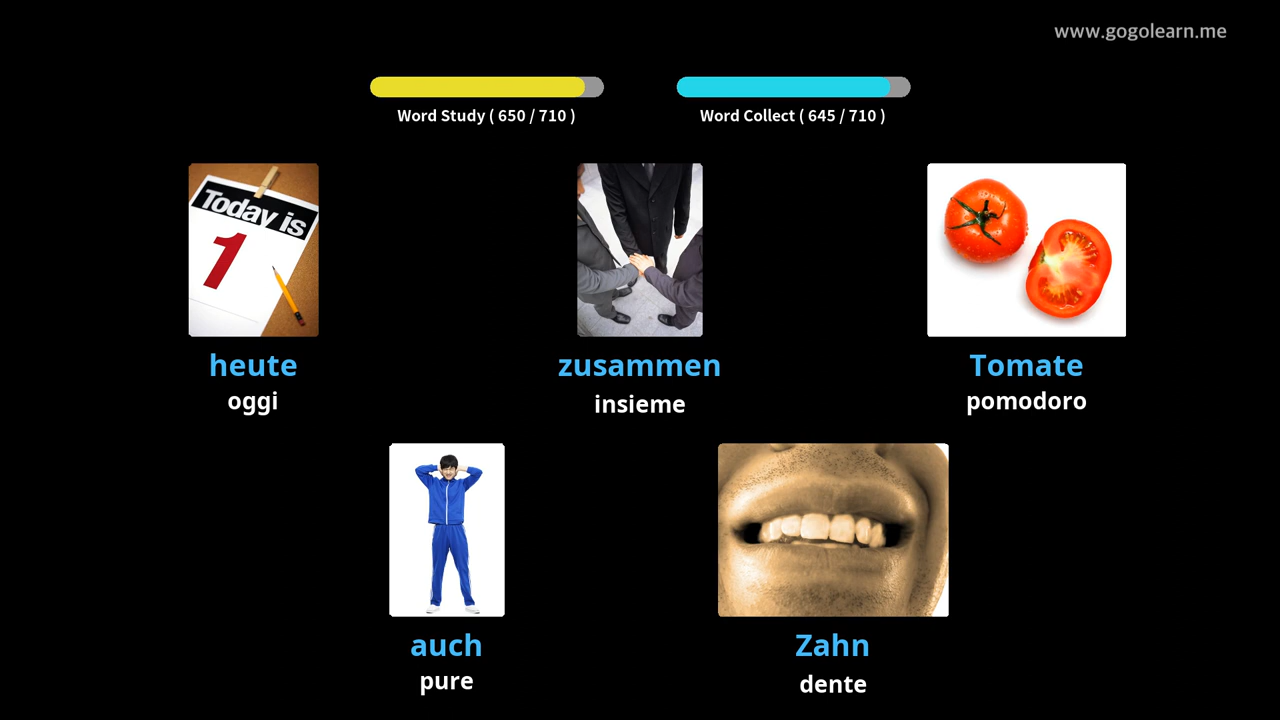 www.gogolearn.me
Word Study ( 650 / 710 )
Word Collect ( 645 / 710 )
Today is
1
heute
oggi
zusammen
insieme
Tomate
pomodoro
auch
pure
Zahn
dente